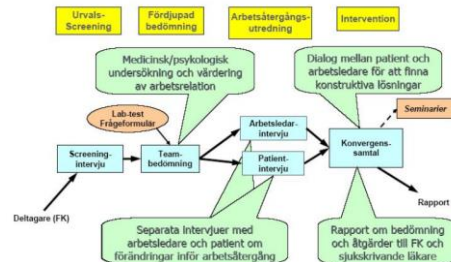 Urvals-
Screening
Fördjupad
bedömning
Arbetsåtergångs-
utredning
Intervention
Medicinsk/psykologisk
undersökning och värdering
av arbetsrelation
Dialog mellan patient och
arbetsledare för att finna
konstruktiva lösningar
Lab-test
Frågeformulär
Arbetsledar-
intervju
Seminarier
Screening-
intervju
Team-
bedömning
Patient-
intervju
Konvergens-
samtal
Deltagare (FK)
Rapport
Separata intervjuer med
arbetsledare och patient om
förändringar inför arbetsåtergång
Rapport om bedömning
och åtgärder till FK och
sjukskrivande läkare